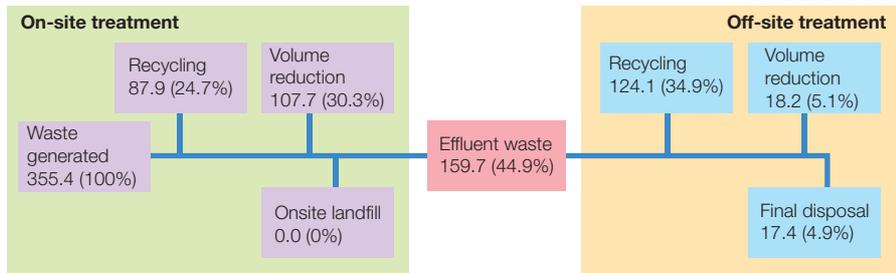 On-site treatment
Off-site treatment
Recycling
87.9 (24.7%)
Volume
reduction
107.7 (30.3%)
Recycling
124.1 (34.9%)
Volume
reduction
18.2 (5.1%)
Waste
generated
355.4 (100%)
Effluent waste
159.7 (44.9%)
Onsite landfill
0.0 (0%)
Final disposal
17.4 (4.9%)